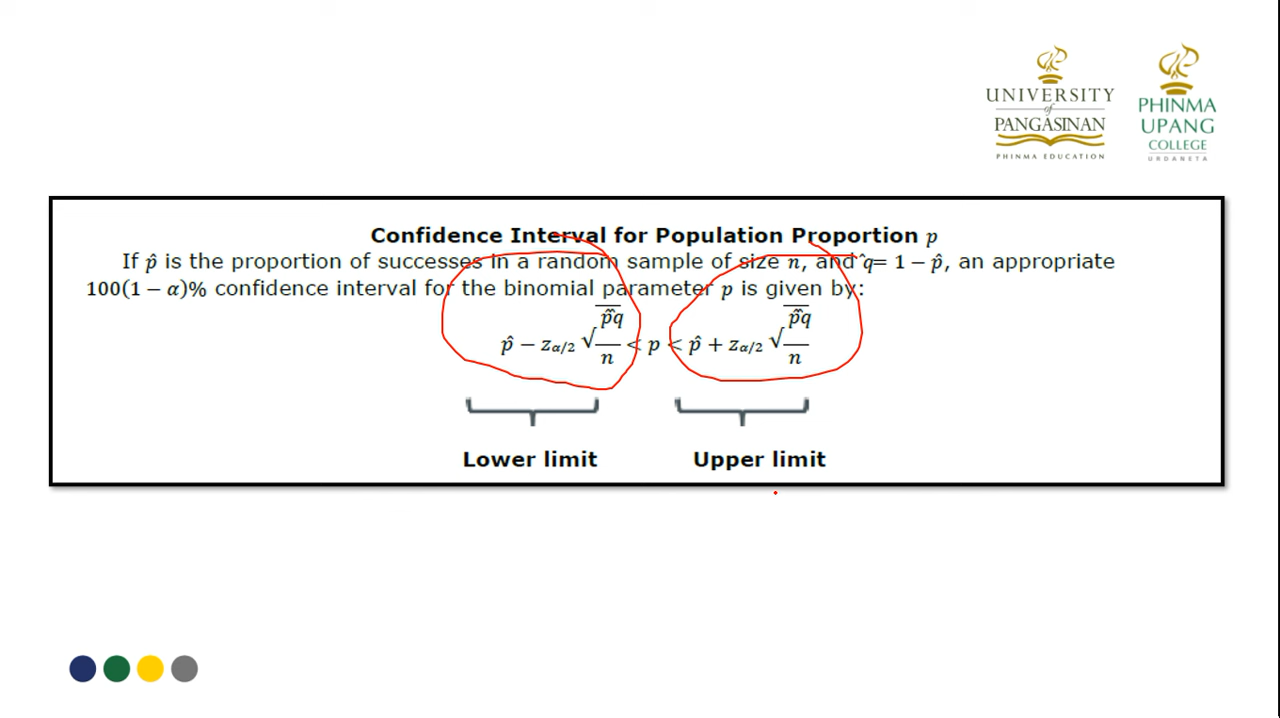 UNIVERSITY
of
PANGASINAN
PHINMA EDUCATION
PHINMA
UPANG
COLLEGE
URDANETA
Confidence Interval for Population Proportion p
If p̂ is the proportion of successes in a random sample of size n, and ̂q= 1 − p̂, an appropriate
100(1 − α)% confidence interval for the binomial parameter p is given by:
p̂ − z_{α/2} √(p̂̂q/n) < p < p̂ + z_{α/2} √(p̂̂q/n)
Lower limit Upper limit